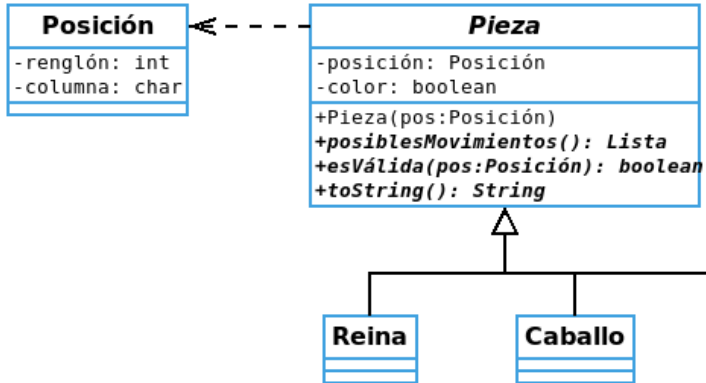 Posición
-renglón: int
-columna: char
Pieza
-posición: Posición
-color: boolean
+Pieza(pos:Posición)
+posiblesMovimientos(): Lista
+esVálida(pos:Posición): boolean
+toString(): String
Reina
Caballo